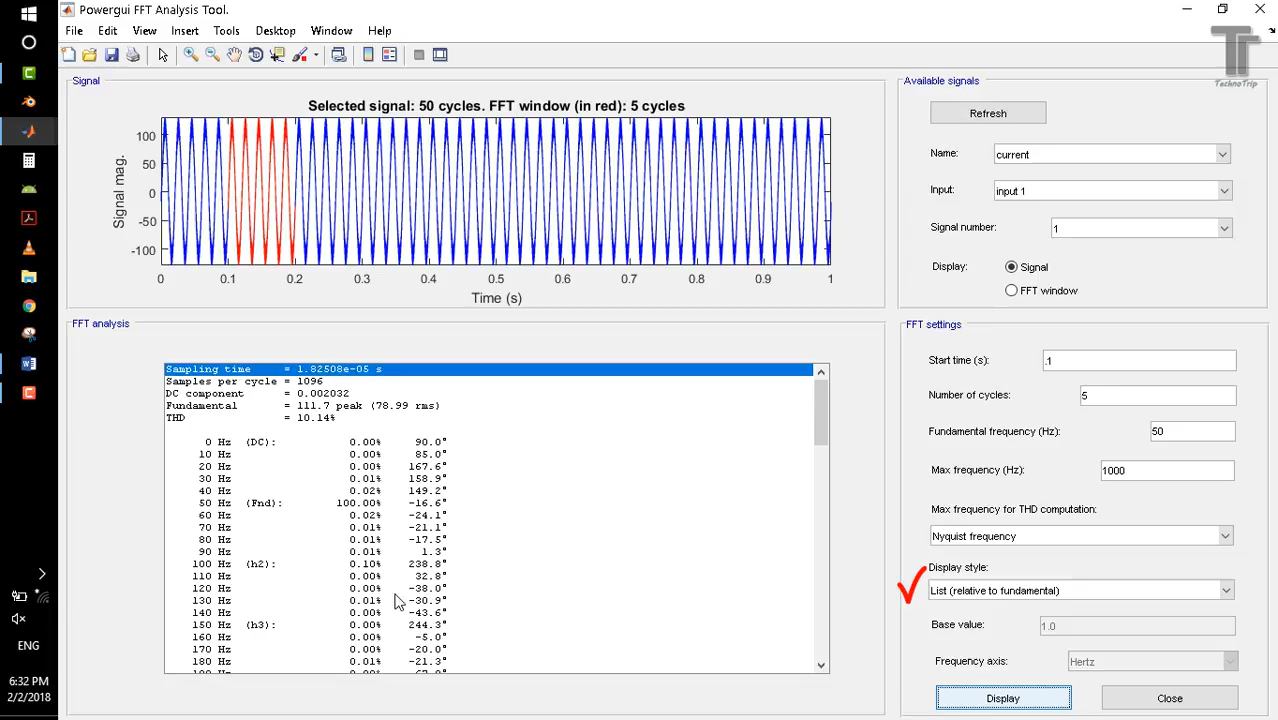 Powergui FFT Analysis Tool.
File Edit View Insert Tools Desktop Window Help
TechnoTrip
Signal
Selected signal: 50 cycles. FFT window (in red): 5 cycles
Signal mag.
100
50
0
-50
-100
0 0.1 0.2 0.3 0.4 0.5 0.6 0.7 0.8 0.9 1
Time (s)
Available signals
Refresh
Name: current
Input: input 1
Signal number: 1
Display: Signal
FFT window
FFT analysis
Sampling time = 1.82508e-05 s
Samples per cycle = 1096
DC component = 0.002032
Fundamental = 111.7 peak (78.99 rms)
THD = 10.14%
0 Hz (DC): 0.00% 90.0°
10 Hz 0.00% 85.0°
20 Hz 0.00% 167.6°
30 Hz 0.01% 158.9°
40 Hz 0.02% 149.2°
50 Hz (Fnd): 100.00% -16.6°
60 Hz 0.02% -24.1°
70 Hz 0.01% -21.1°
80 Hz 0.01% -17.5°
90 Hz 0.01% 1.3°
100 Hz (h2): 0.10% 238.8°
110 Hz 0.00% 32.8°
120 Hz 0.00% -38.0°
130 Hz 0.01% -30.9°
140 Hz 0.00% -43.6°
150 Hz (h3): 0.00% 244.3°
160 Hz 0.00% -5.0°
170 Hz 0.00% -20.0°
180 Hz 0.01% -21.3°
FFT settings
Start time (s): .1
Number of cycles: 5
Fundamental frequency (Hz): 50
Max frequency (Hz): 1000
Max frequency for THD computation:
Nyquist frequency
Display style:
List (relative to fundamental)
Base value: 1.0
Frequency axis: Hertz
Display Close
ENG
6:32 PM
2/2/2018